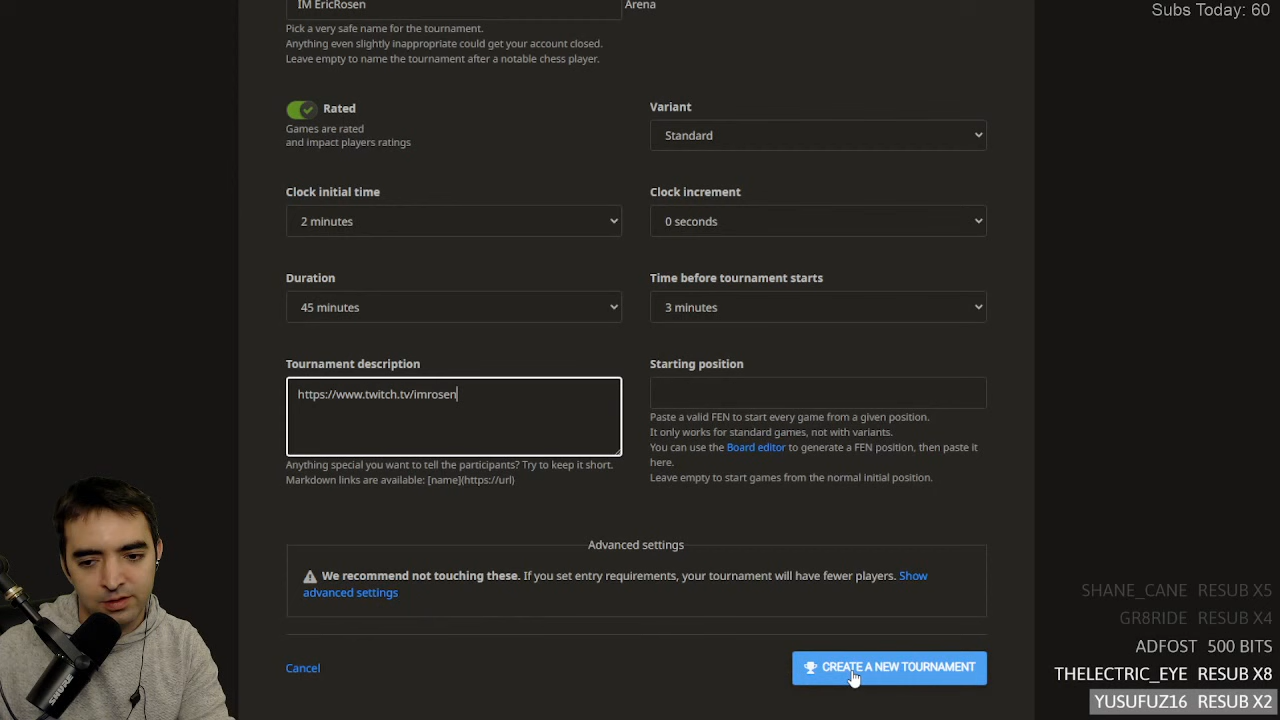 Subs Today: 60
IM EricRosen
Arena
Pick a very safe name for the tournament.
Anything even slightly inappropriate could get your account closed.
Leave empty to name the tournament after a notable chess player.
Rated
Games are rated
and impact players ratings
Variant
Standard
Clock initial time
2 minutes
Clock increment
0 seconds
Duration
45 minutes
Time before tournament starts
3 minutes
Tournament description
https://www.twitch.tv/imrosen
Anything special you want to tell the participants? Try to keep it short.
Markdown links are available: [name](https://url)
Starting position
Paste a valid FEN to start every game from a given position.
It only works for standard games, not with variants.
You can use the Board editor to generate a FEN position, then paste it
here.
Leave empty to start games from the normal initial position.
Advanced settings
We recommend not touching these. If you set entry requirements, your tournament will have fewer players. Show
advanced settings
Cancel
CREATE A NEW TOURNAMENT
SHANE_CANE RESUB X5
GR8RIDE RESUB X4
ADFOST 500 BITS
THELECTRIC_EYE RESUB X8
YUSUFUZ16 RESUB X2
SHURE